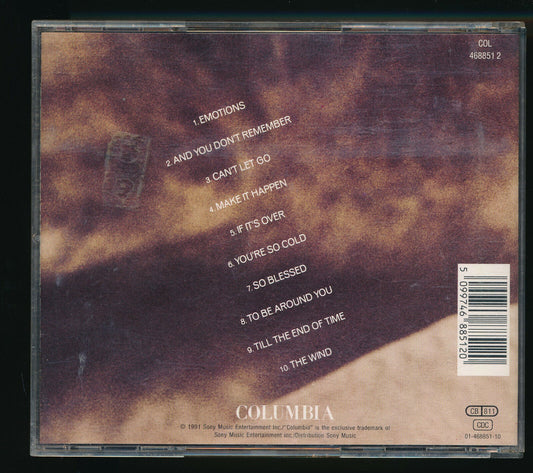 COL
468851 2
1. EMOTIONS
2. AND YOU DON'T REMEMBER
3. CAN'T LET GO
4. MAKE IT HAPPEN
5. IF IT'S OVER
6. YOU'RE SO COLD
7. SO BLESSED
8. TO BE AROUND YOU
9. TILL THE END OF TIME
10. THE WIND
5 099746 885120
COLUMBIA
© 1991 Sony Music Entertainment Inc./"Columbia" is the exclusive trademark of
Sony Music Entertainment Inc./Distribution Sony Music
CB 811
CDC
01-468851-10